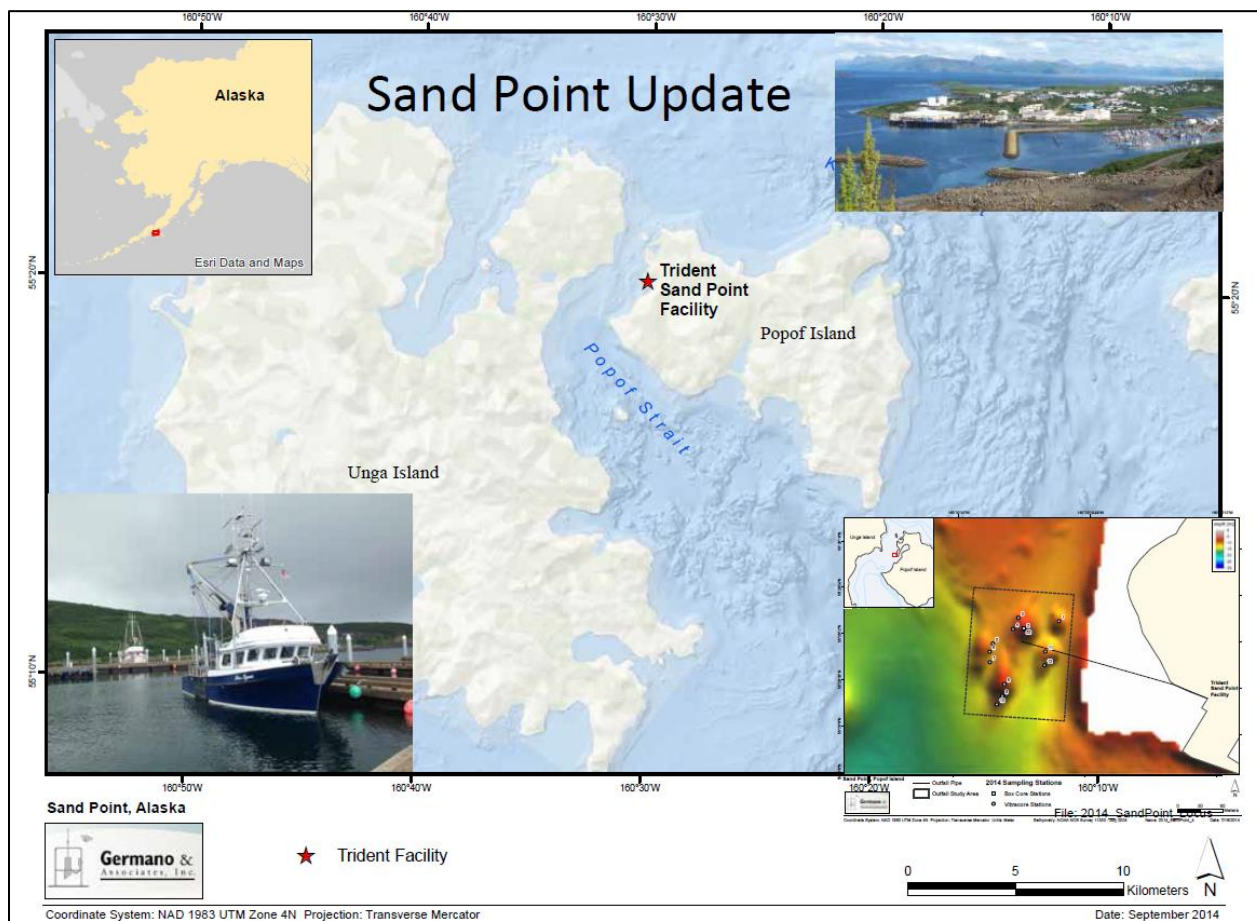 160°50'W
160°40'W
160°30'W
160°20'W
160°10'W
Sand Point Update
Alaska
Esri Data and Maps
55°20'N
55°20'N
Trident
Sand Point
Facility
Popof Island
Popof Strait
Unga Island
55°10'N
Unga Island
Popof Island
Trident
Sand Point
Facility
Outfall Pipe
Outfall Study Area
2014 Sampling Stations
Box Core Stations
Vibracore Stations
Germano &
File: 2014_SandPoint_Locus
160°50'W
160°40'W
160°30'W
160°20'W
160°10'W
Sand Point, Alaska
Germano &
Associates, Inc.
Trident Facility
0 5 10
Kilometers
N
Coordinate System: NAD 1983 UTM Zone 4N Projection: Transverse Mercator
Date: September 2014